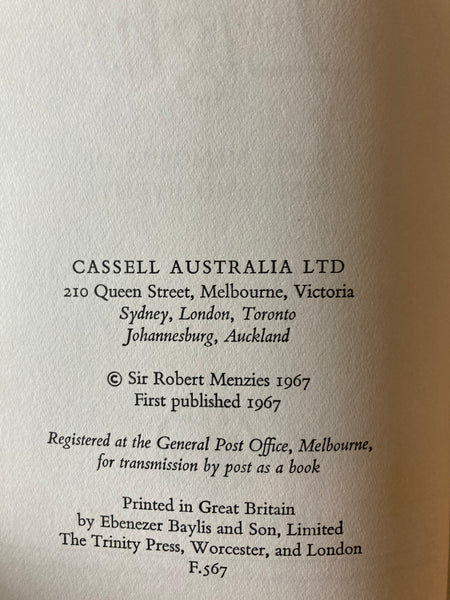 CASSELL AUSTRALIA LTD
210 Queen Street, Melbourne, Victoria
Sydney, London, Toronto
Johannesburg, Auckland
© Sir Robert Menzies 1967
First published 1967
Registered at the General Post Office, Melbourne,
for transmission by post as a book
Printed in Great Britain
by Ebenezer Baylis and Son, Limited
The Trinity Press, Worcester, and London
F.567